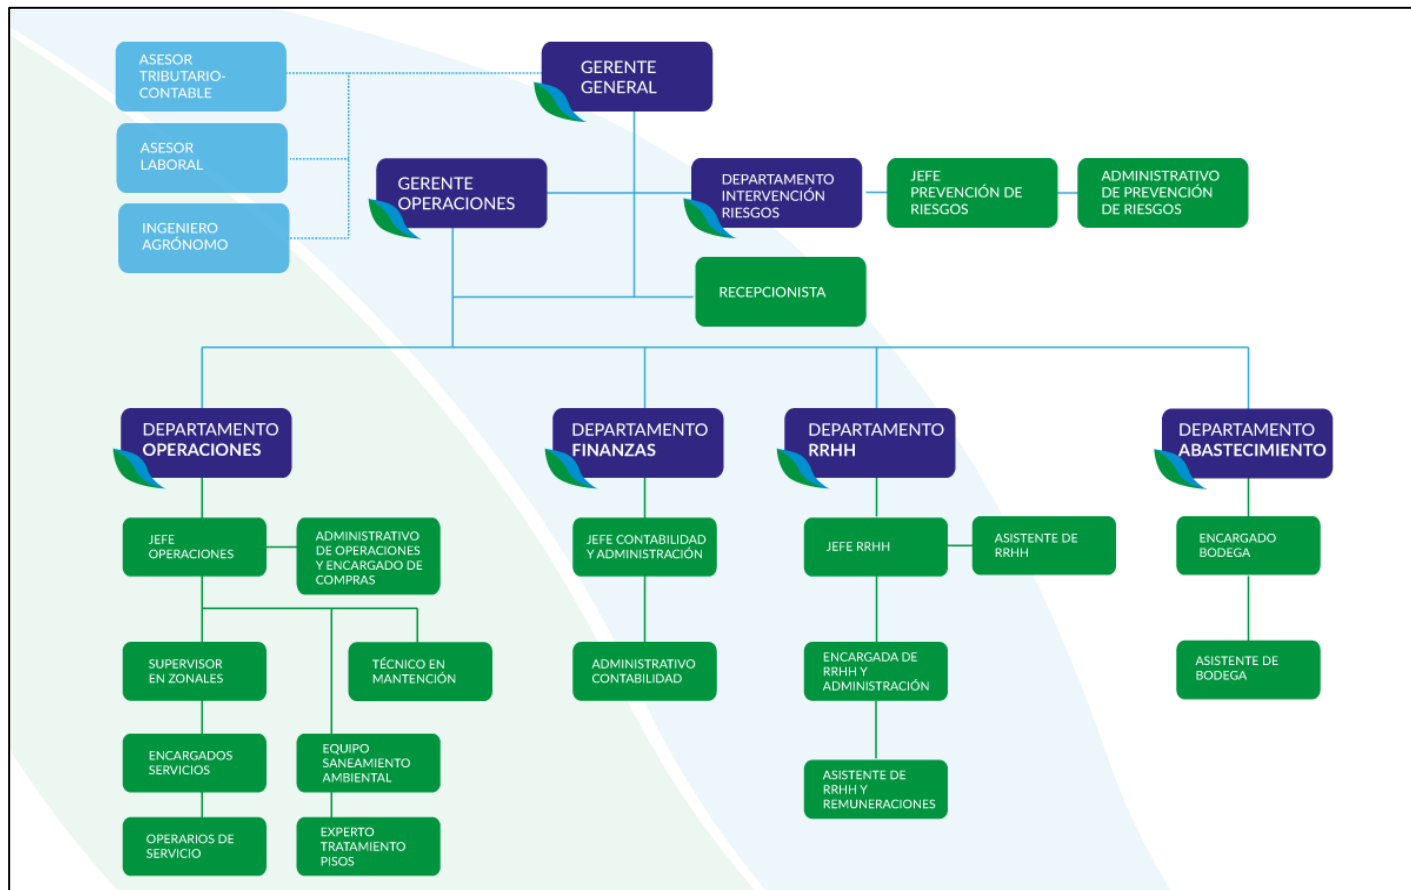 ASESOR
TRIBUTARIO-
CONTABLE
GERENTE
GENERAL
ASESOR
LABORAL
GERENTE
OPERACIONES
DEPARTAMENTO
INTERVENCIÓN
RIESGOS
JEFE
PREVENCIÓN DE
RIESGOS
ADMINISTRATIVO
DE PREVENCIÓN
DE RIESGOS
INGENIERO
AGRÓNOMO
RECEPCIONISTA
DEPARTAMENTO
OPERACIONES
DEPARTAMENTO
FINANZAS
DEPARTAMENTO
RRHH
DEPARTAMENTO
ABASTECIMIENTO
JEFE
OPERACIONES
ADMINISTRATIVO
DE OPERACIONES
Y ENCARGADO DE
COMPRAS
JEFE CONTABILIDAD
Y ADMINISTRACIÓN
JEFE RRHH
ASISTENTE DE
RRHH
ENCARGADO
BODEGA
SUPERVISOR
EN ZONALES
TÉCNICO EN
MANTENCIÓN
ADMINISTRATIVO
CONTABILIDAD
ENCARGADA DE
RRHH Y
ADMINISTRACIÓN
ASISTENTE DE
BODEGA
ENCARGADOS
SERVICIOS
EQUIPO
SANEAMIENTO
AMBIENTAL
ASISTENTE DE
RRHH Y
REMUNERACIONES
OPERARIOS DE
SERVICIO
EXPERTO
TRATAMIENTO
PISOS